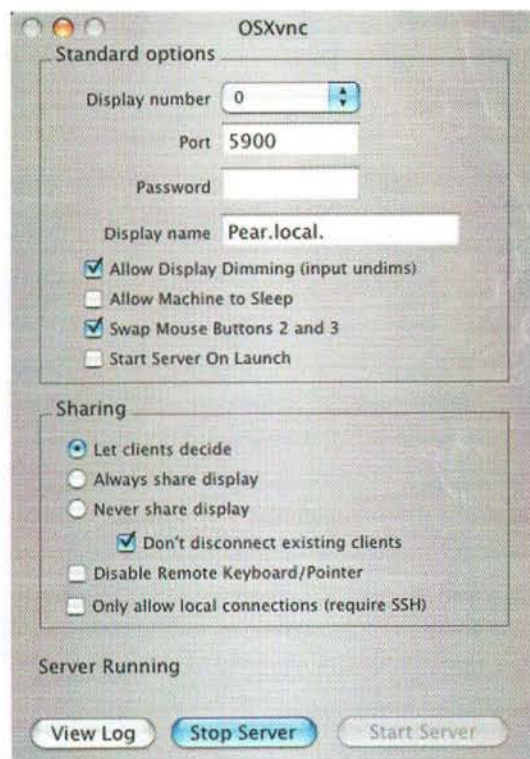 OSXvnc
Standard options
Display number 0
Port 5900
Password
Display name Pear.local.
Allow Display Dimming (input undims)
Allow Machine to Sleep
Swap Mouse Buttons 2 and 3
Start Server On Launch
Sharing
Let clients decide
Always share display
Never share display
Don't disconnect existing clients
Disable Remote Keyboard/Pointer
Only allow local connections (require SSH)
Server Running
View Log Stop Server Start Server